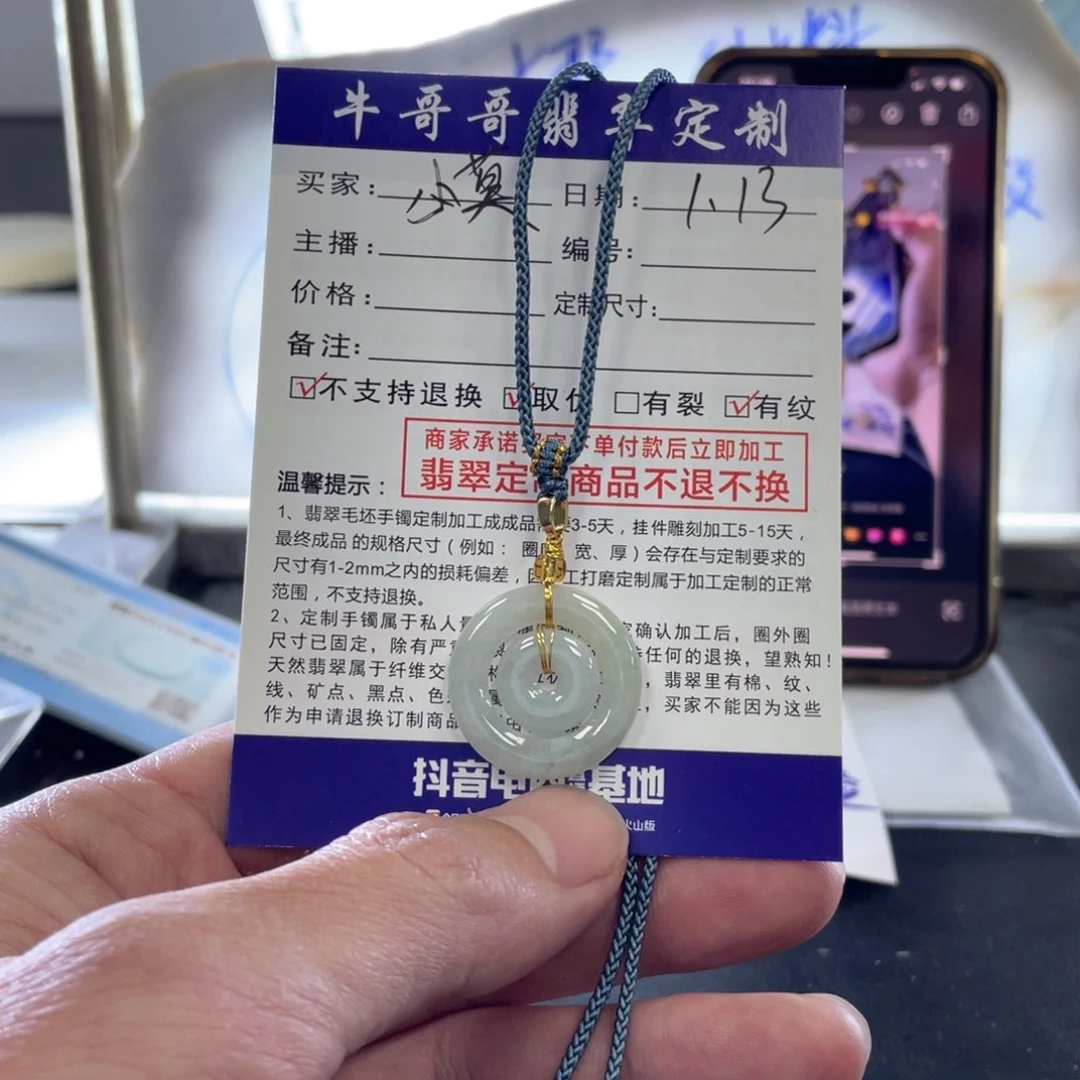 牛哥哥翡翠定制
买家：小莫 日期：1.13
主播： 编号：
价格： 定制尺寸：
备注：
☑不支持退换 ☑取 □有裂 ☑有纹
商家承诺 下单付款后立即加工
翡翠定 商品不退不换
温馨提示：
1、翡翠毛坯手镯定制加工成成品 3-5天，挂件雕刻加工5-15天，
最终成品的规格尺寸（例如： 圈 宽、厚）会存在与定制要求的
尺寸有1-2mm之内的损耗偏差， 工打磨定制属于加工定制的正常
范围，不支持退换。
2、定制手镯属于私人 确认加工后，圈外圈
尺寸已固定，除有严 任何的退换，望熟知！
天然翡翠属于纤维交 ，翡翠里有棉、纹、
线、矿点、黑点、色 ，买家不能因为这些
作为申请退换订制商品
抖音电 基地
火山版